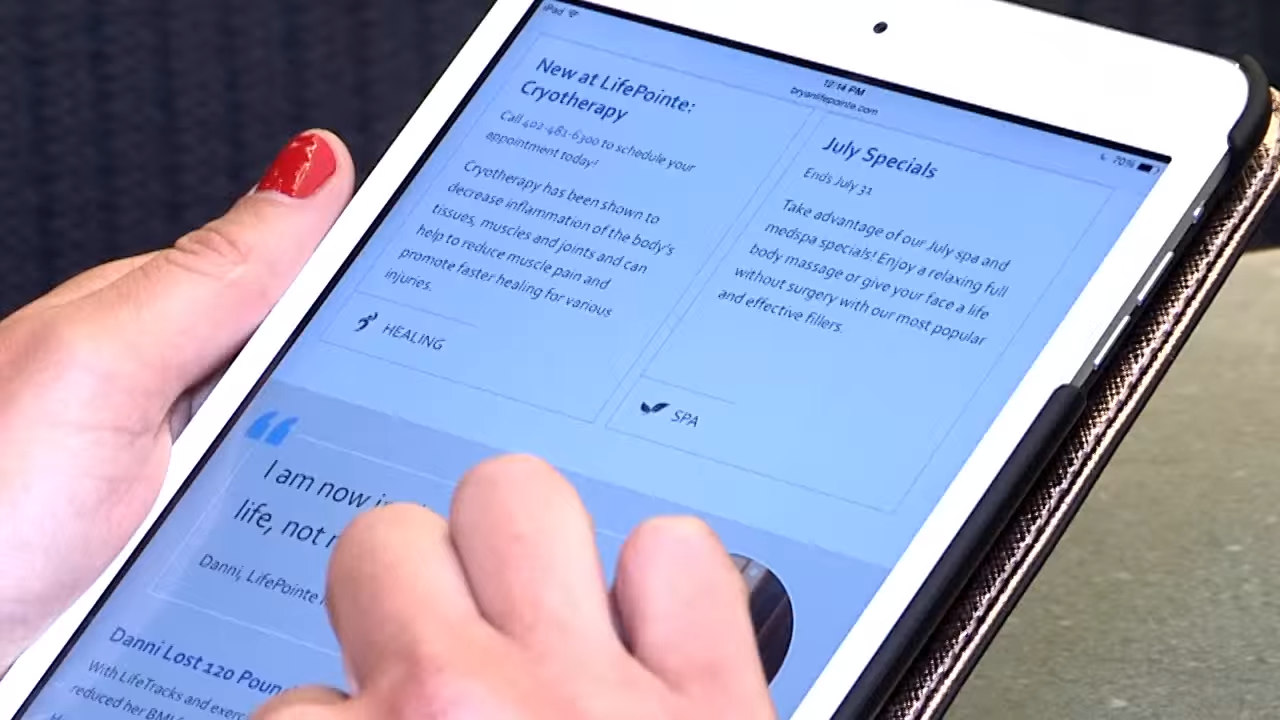 iPad
12:14 PM
bryanlifepointe.com
70%
New at LifePointe:
Cryotherapy
Call 402-481-6300 to schedule your
appointment today!
Cryotherapy has been shown to
decrease inflammation of the body's
tissues, muscles and joints and can
help to reduce muscle pain and
promote faster healing for various
injuries.
HEALING
July Specials
Ends July 31
Take advantage of our July spa and
medspa specials! Enjoy a relaxing full
body massage or give your face a life
without surgery with our most popular
and effective fillers.
SPA
“
I am now
life, not
Danni, LifePointe
Danni Lost 120
With LifeTracks and
reduced her